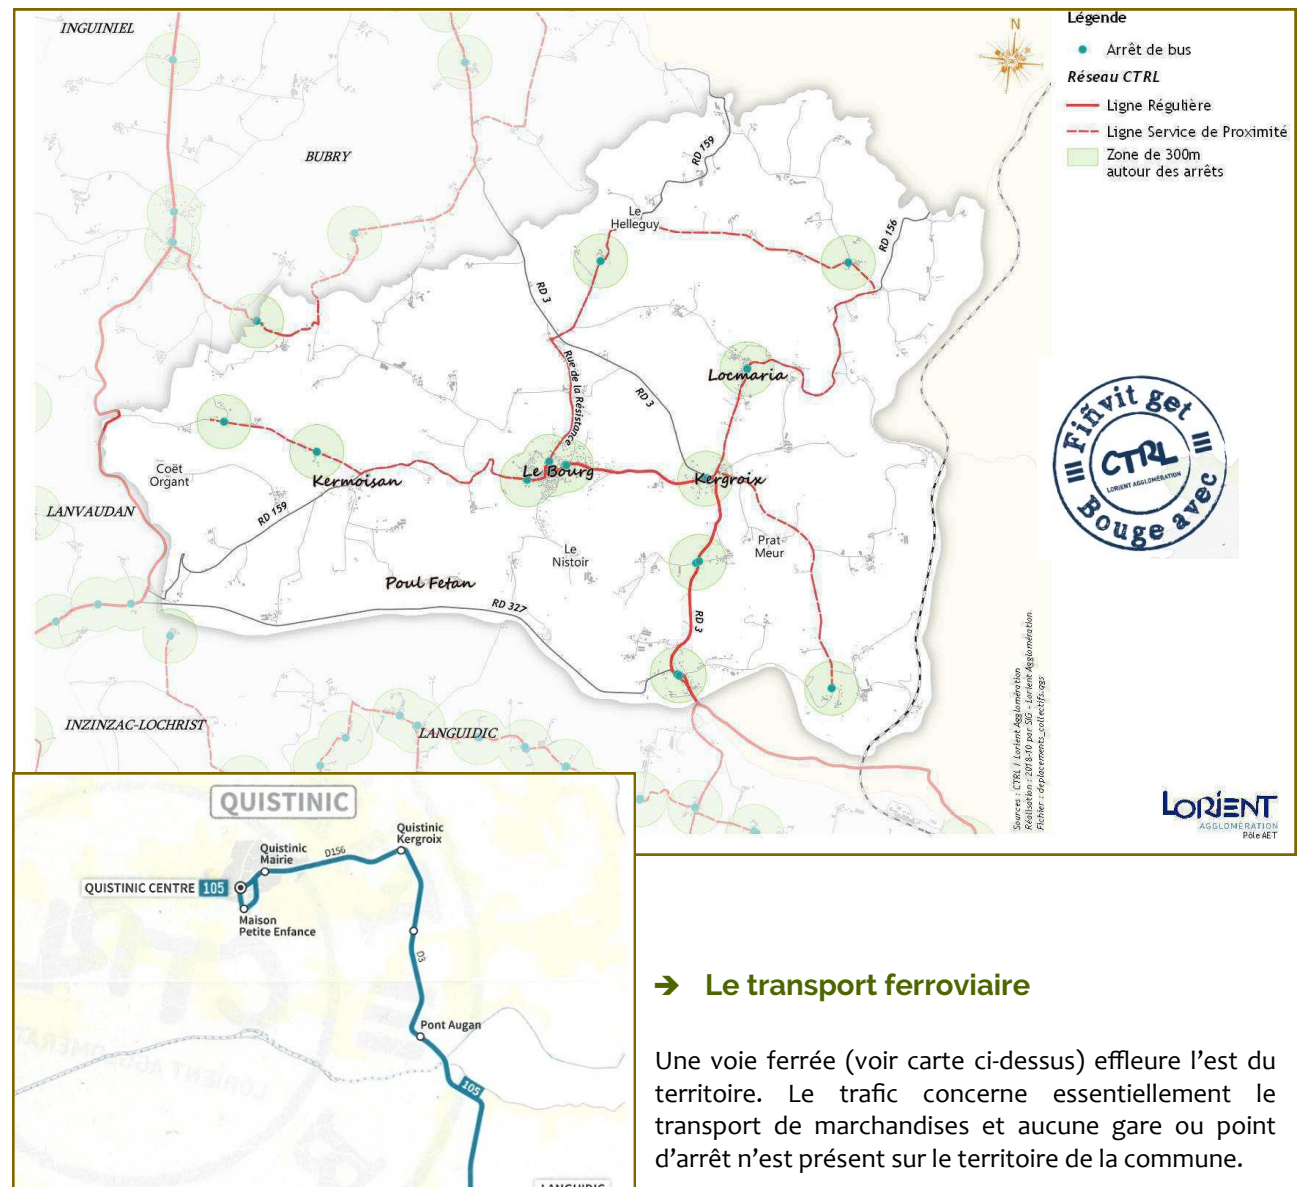 INGUINIEL
BUBRY
RD 159
Le
Helleguy
RD 156
RD 3
Rue de la Résistance
RD 3
Locmaria
Coët
Organt
Kermoisan
Le Bourg
Kergroix
LANVAUDAN
RD 159
Le
Nistoir
Prat-
Meur
Poul Fetan
RD 327
RD 3
INZINZAC-LOCHRIST
LANGUIDIC
N
Légende
Arrêt de bus
Réseau CTRL
Ligne Régulière
Ligne Service de Proximité
Zone de 300m
autour des arrêts
Fiñvit get
CTRL
LORIENT AGGLOMÉRATION
Bouge avec
Sources : CTRL / Lorient Agglomération
Réalisation : 2018-10 par SIG - Lorient Agglomération.
Fichier : deplacements_collectifs.qgs
LORIENT
AGGLOMERATION
Pôle AET
QUISTINIC
Quistinic
Kergroix
Quistinic
Mairie
D156
QUISTINIC CENTRE 105
Maison
Petite Enfance
D3
Pont Augan
105
LANGUIDIC
➔ Le transport ferroviaire
Une voie ferrée (voir carte ci-dessus) effleure l’est du
territoire. Le trafic concerne essentiellement le
transport de marchandises et aucune gare ou point
d’arrêt n’est présent sur le territoire de la commune.